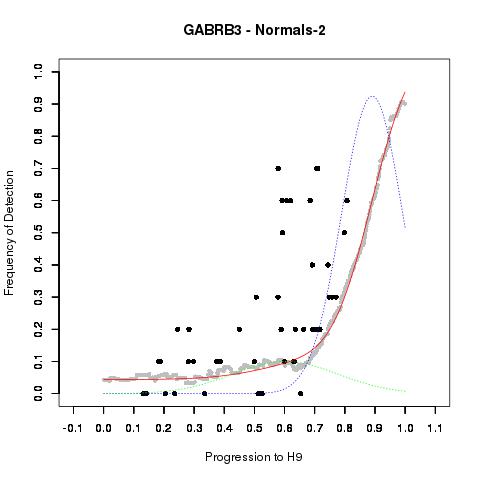 GABRB3 - Normals-2
Frequency of Detection
1.0
0.9
0.8
0.7
0.6
0.5
0.4
0.3
0.2
0.1
0.0
-0.1 0.0 0.1 0.2 0.3 0.4 0.5 0.6 0.7 0.8 0.9 1.0 1.1
Progression to H9